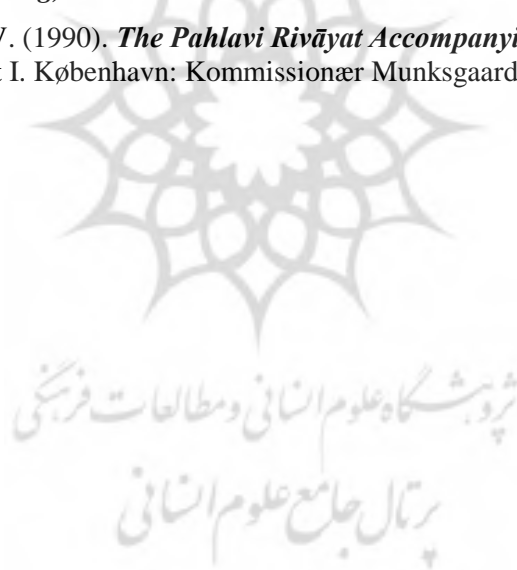 g,
V. (1990). The Pahlavi Rivāyat Accompanyi
t I. København: Kommissionær Munksgaard
پژوهشگاه علوم انسانی و مطالعات فرهنگی
پرتال جامع علوم انسانی